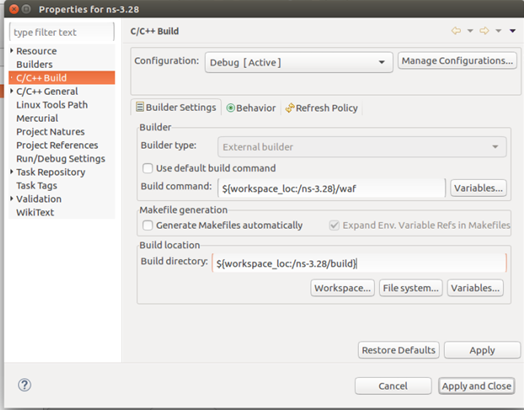 Properties for ns-3.28
type filter text
Resource
Builders
C/C++ Build
C/C++ General
Linux Tools Path
Mercurial
Project Natures
Project References
Run/Debug Settings
Task Repository
Task Tags
Validation
WikiText
C/C++ Build
Configuration: Debug [ Active ] Manage Configurations...
Builder Settings Behavior Refresh Policy
Builder
Builder type: External builder
Use default build command
Build command: ${workspace_loc:/ns-3.28}/waf Variables...
Makefile generation
Generate Makefiles automatically Expand Env. Variable Refs in Makefiles
Build location
Build directory: ${workspace_loc:/ns-3.28/build}
Workspace... File system... Variables...
Restore Defaults Apply
Cancel Apply and Close